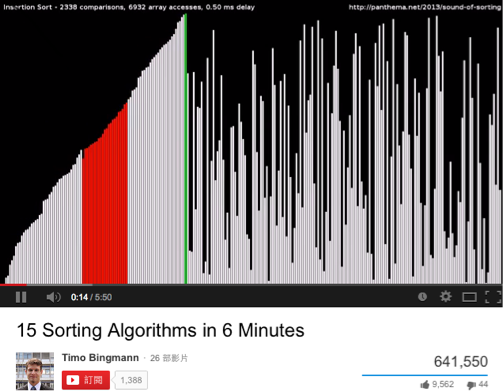 Insertion Sort - 2338 comparisons, 6932 array accesses, 0.50 ms delay
http://panthema.net/2013/sound-of-sorting
0:14 / 5:50
15 Sorting Algorithms in 6 Minutes
Timo Bingmann · 26 部影片
訂閱 1,388
641,550
9,562 44